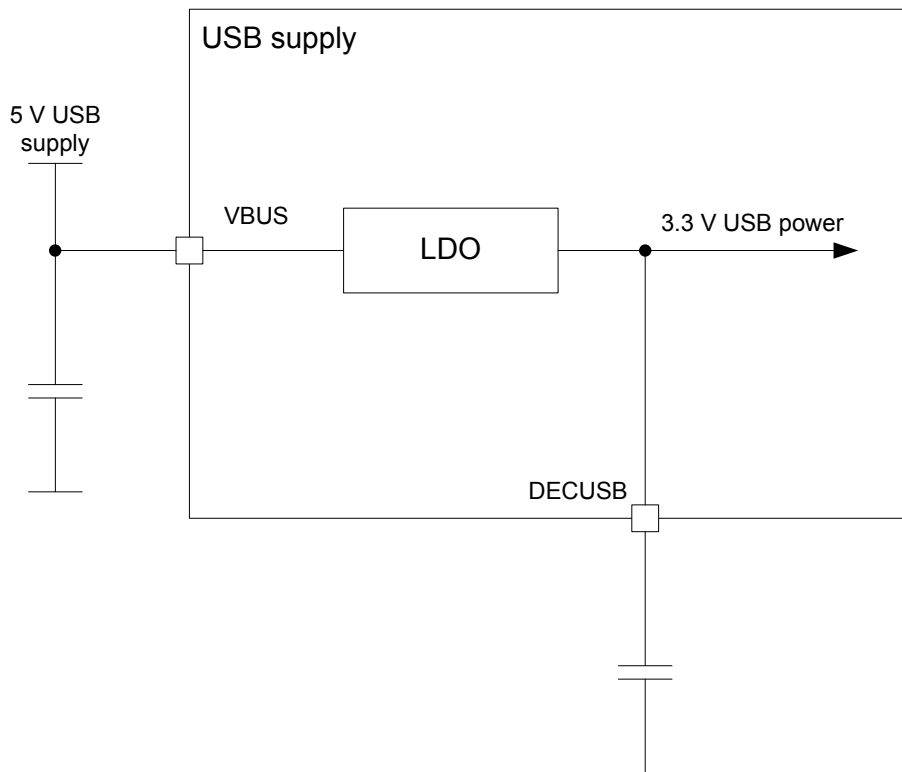 USB supply
5 V USB
supply
VBUS
LDO
3.3 V USB power
DECUSB